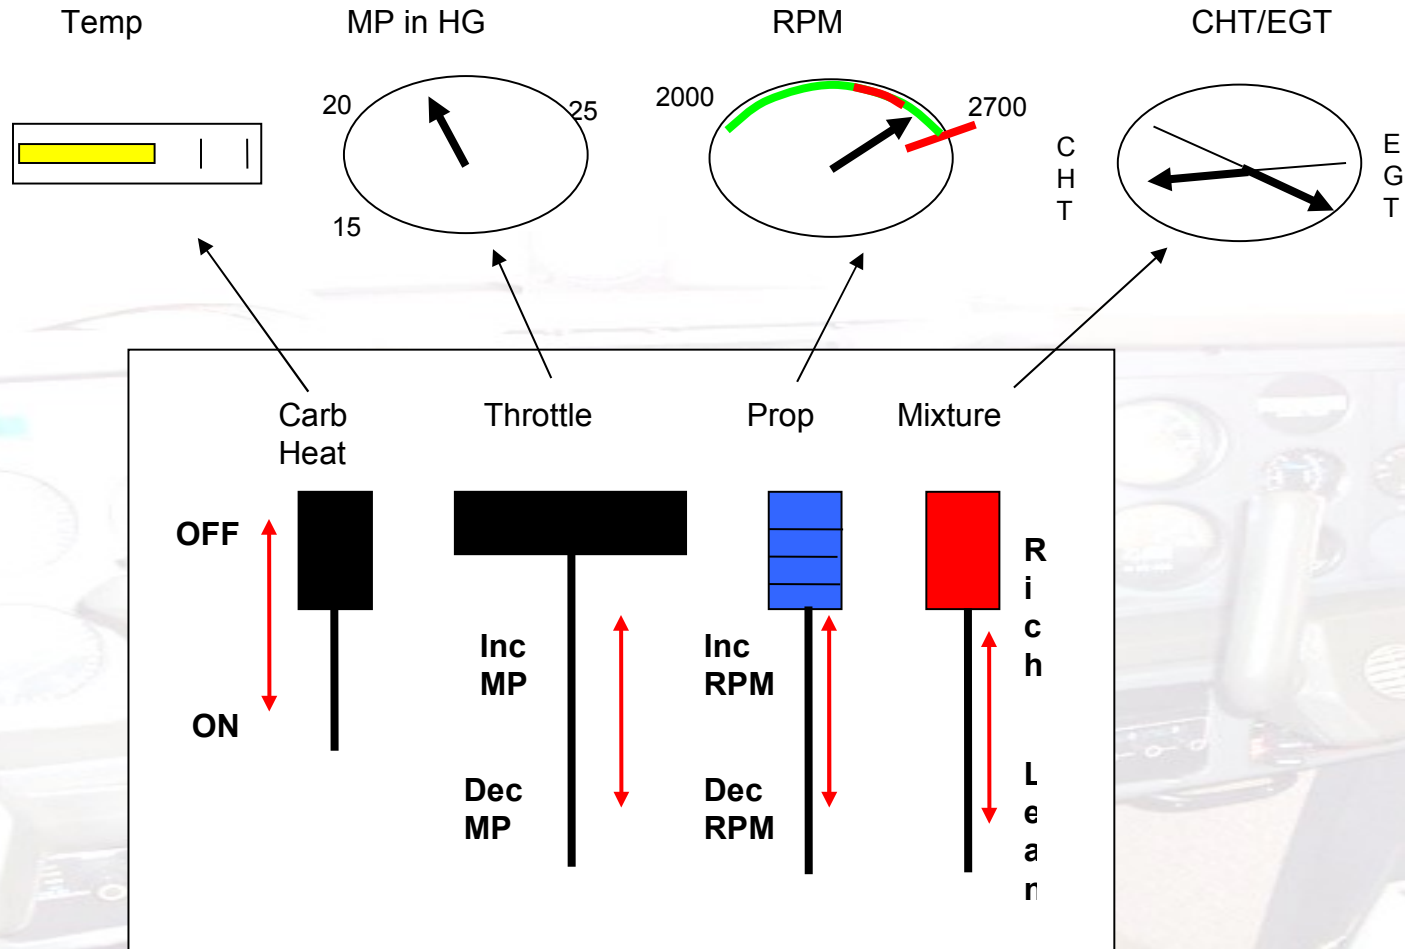 Temp
MP in HG
RPM
CHT/EGT
20
25
15
2000
2700
C
H
T
E
G
T
Carb
Heat
Throttle
Prop
Mixture
OFF
ON
Inc
MP
Dec
MP
Inc
RPM
Dec
RPM
R
i
c
h
L
e
a
n